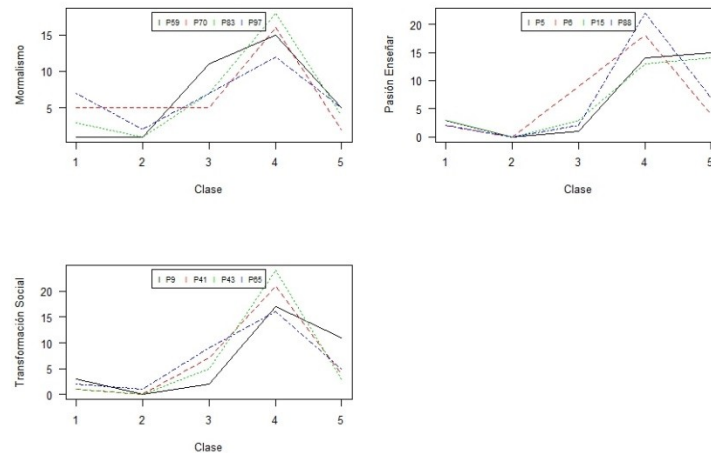 P59 P70 P83 P97
Mormalismo
15
10
5
1 2 3 4 5
Clase
P5 P6 P15 P88
Pasión Enseñar
20
15
10
5
0
1 2 3 4 5
Clase
P9 P41 P43 P65
Transformación Social
20
15
10
5
0
1 2 3 4 5
Clase